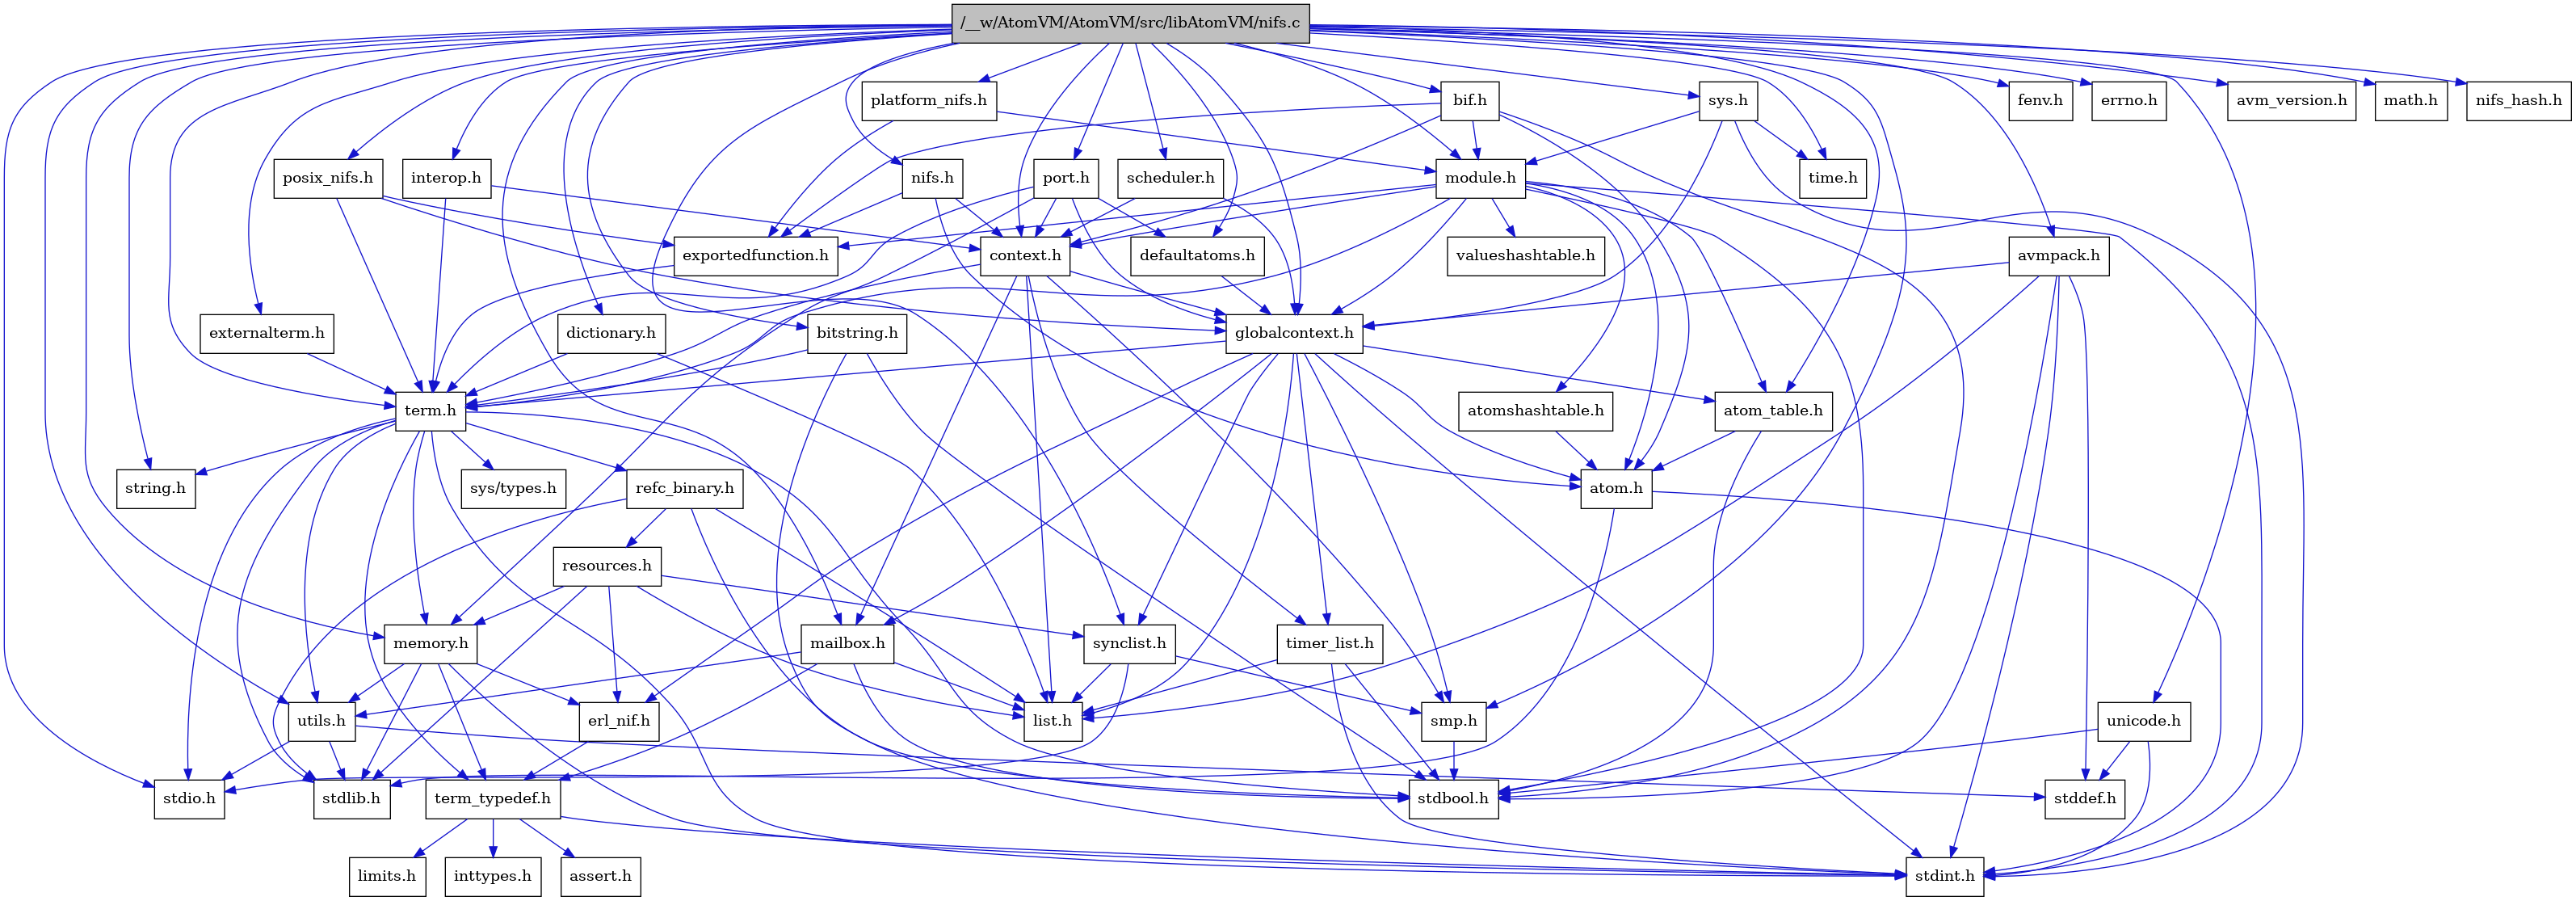 /__w/AtomVM/AtomVM/src/libAtomVM/nifs.c
platform_nifs.h
bif.h
sys.h
fenv.h
errno.h
avm_version.h
math.h
nifs_hash.h
posix_nifs.h
interop.h
nifs.h
port.h
scheduler.h
module.h
time.h
exportedfunction.h
context.h
defaultatoms.h
valueshashtable.h
avmpack.h
externalterm.h
dictionary.h
bitstring.h
globalcontext.h
term.h
atomshashtable.h
atom_table.h
string.h
sys/types.h
refc_binary.h
atom.h
resources.h
memory.h
mailbox.h
synclist.h
timer_list.h
utils.h
erl_nif.h
list.h
smp.h
unicode.h
stdio.h
stdlib.h
term_typedef.h
stdbool.h
stddef.h
limits.h
inttypes.h
assert.h
stdint.h